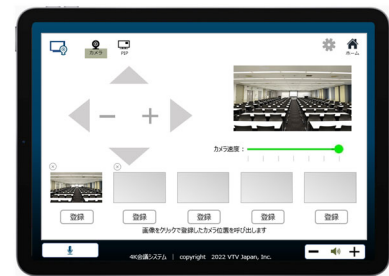 カメラ
PIP
ホーム
カメラ速度：
登録
登録
登録
登録
登録
画像をクリックで登録したカメラ位置を呼び出します
4K会議システム | copyright 2022 VTV Japan, Inc.